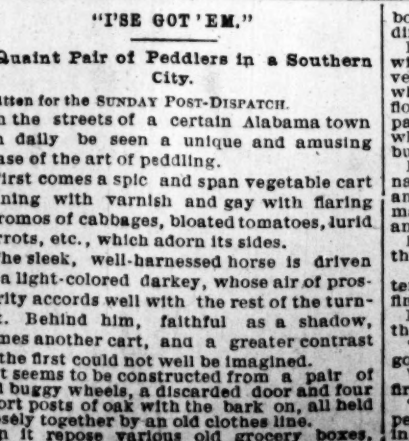 "I'SE GOT 'EM."
Quaint Pair of Peddlers in a Southern
City.
itten for the SUNDAY POST-DISPATCH.
n the streets of a certain Alabama town
n daily be seen a unique and amusing
ase of the art of peddling.
First comes a spic and span vegetable cart
ning with varnish and gay with flaring
romos of cabbages, bloated tomatoes, lurid
rrots, etc., which adorn its sides.
The sleek, well-harnessed horse is driven
a light-colored darkey, whose air of pros-
rity accords well with the rest of the turn-
t. Behind him, faithful as a shadow,
mes another cart, and a greater contrast
the first could not well be imagined.
t seems to be constructed from a pair of
l buggy wheels, a discarded door and four
ort posts of oak with the bark on, all held
sely together by an old clothes line.
n it repose various old grocery boxes,